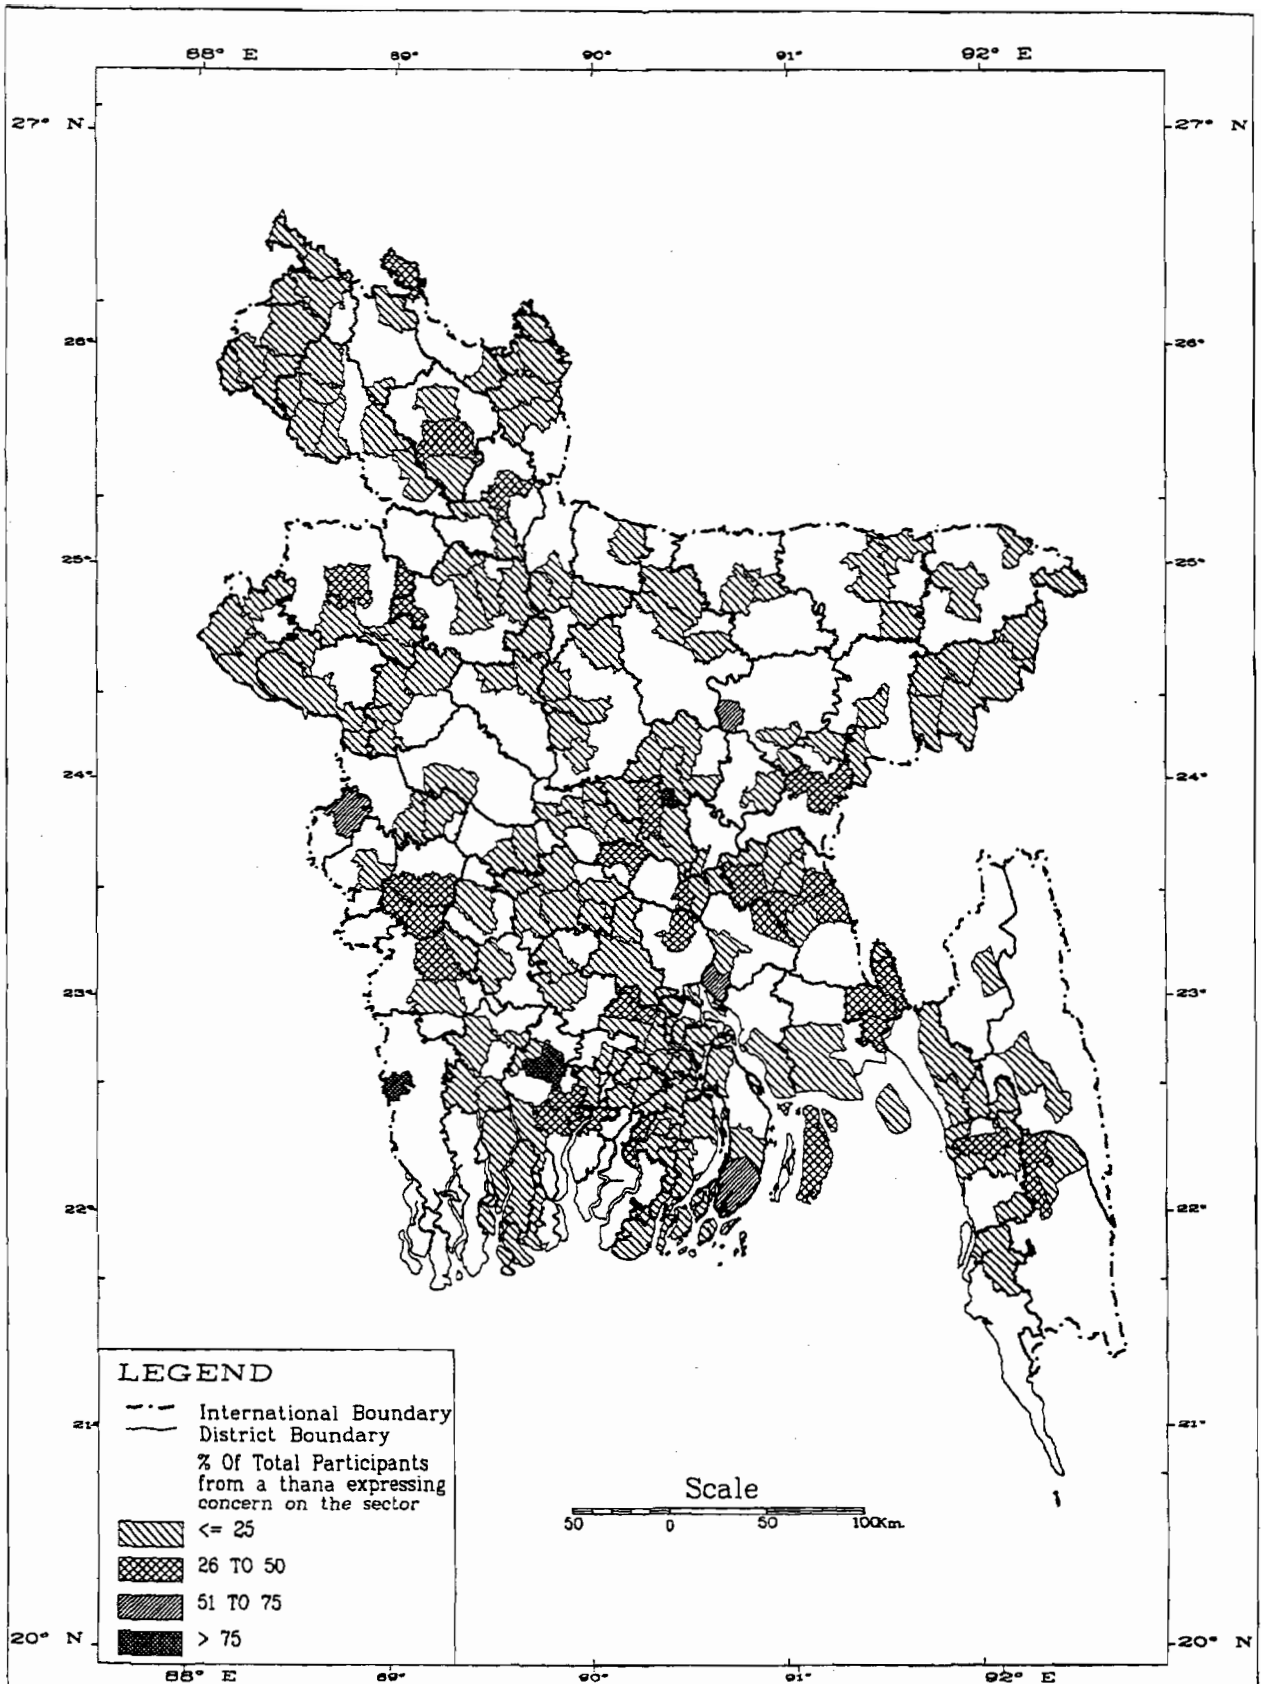 88° E 89° 90° 91° 92° E
27° N 27° N
26° 26°
25° 25°
24° 24°
23° 23°
22° 22°
LEGEND
International Boundary
21° 21°
District Boundary
% Of Total Participants
from a thana expressing
concern on the sector
Scale
50 0 50 100Km.
<= 25
26 TO 50
51 TO 75
> 75
20° N 20° N
88° E 89° 90° 91° 92° E